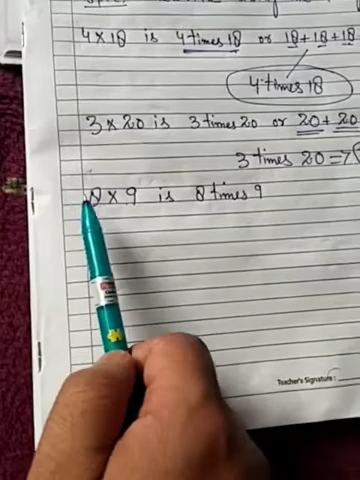 4 × 18 is 4 times 18 or 18 + 18 + 18
4 times 18
3 × 20 is 3 times 20 or 20 + 20
3 times 20 =
8 × 9 is 8 times 9
Teacher's Signature :